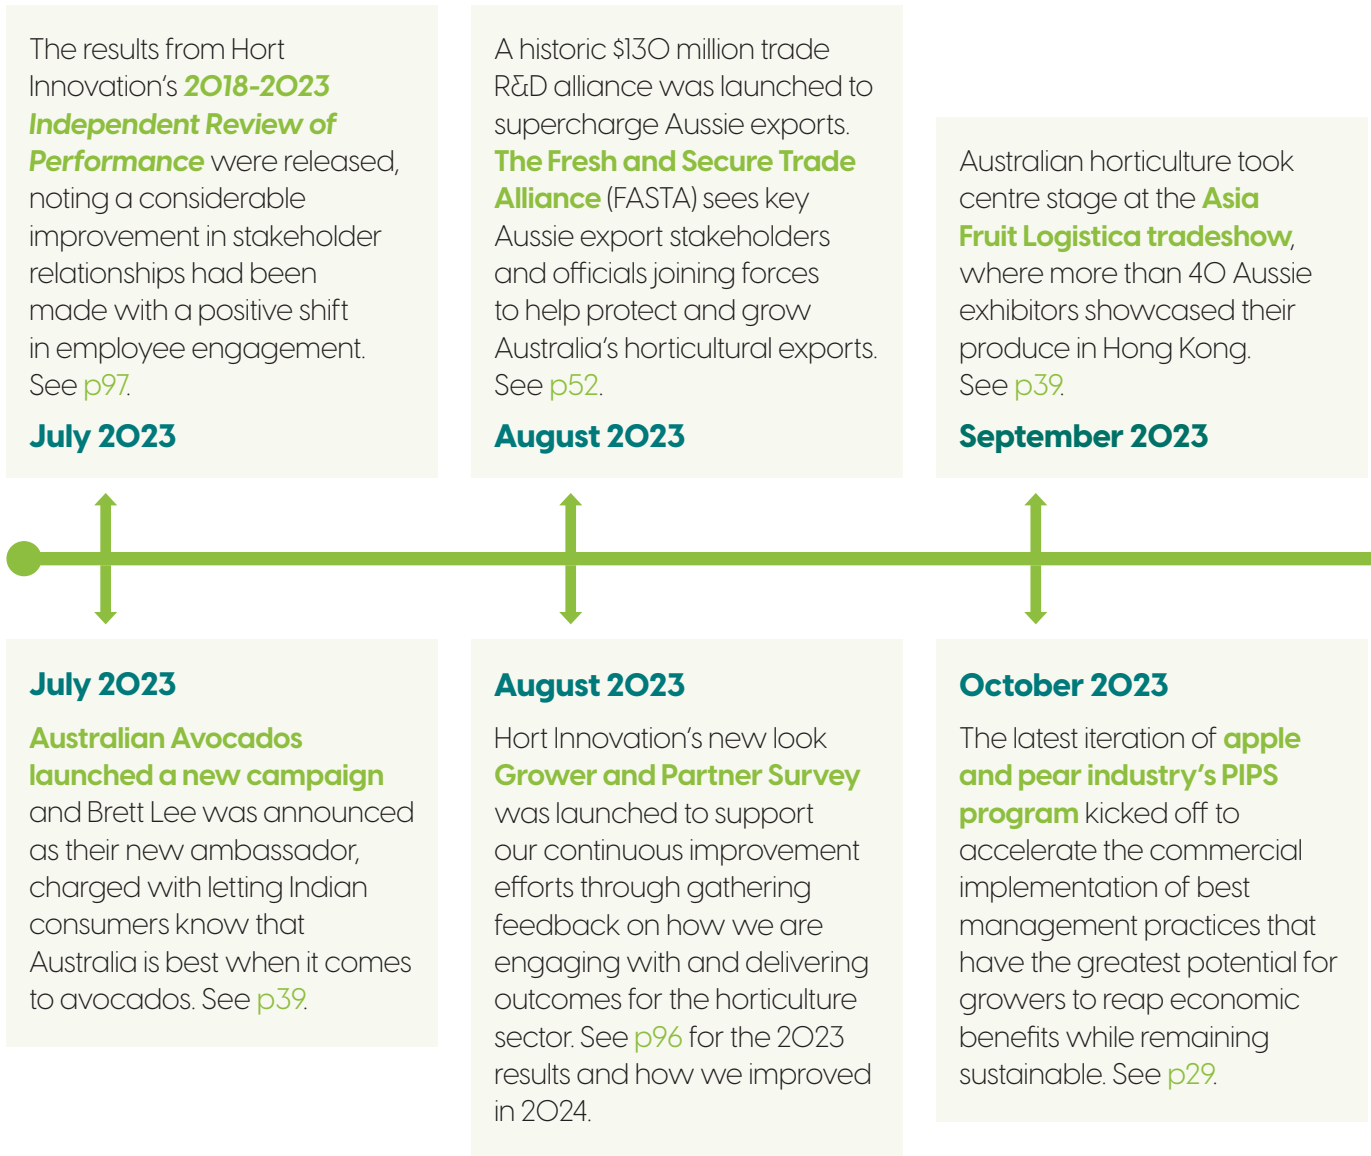 The results from Hort
Innovation's 2018-2023
Independent Review of
Performance were released,
noting a considerable
improvement in stakeholder
relationships had been
made with a positive shift
in employee engagement.
See p97.
July 2023
A historic $130 million trade
R&D alliance was launched to
supercharge Aussie exports.
The Fresh and Secure Trade
Alliance (FASTA) sees key
Aussie export stakeholders
and officials joining forces
to help protect and grow
Australia's horticultural exports.
See p52.
August 2023
Australian horticulture took
centre stage at the Asia
Fruit Logistica tradeshow,
where more than 40 Aussie
exhibitors showcased their
produce in Hong Kong.
See p39.
September 2023
July 2023
Australian Avocados
launched a new campaign
and Brett Lee was announced
as their new ambassador,
charged with letting Indian
consumers know that
Australia is best when it comes
to avocados. See p39.
August 2023
Hort Innovation's new look
Grower and Partner Survey
was launched to support
our continuous improvement
efforts through gathering
feedback on how we are
engaging with and delivering
outcomes for the horticulture
sector. See p96 for the 2023
results and how we improved
in 2024.
October 2023
The latest iteration of apple
and pear industry's PIPS
program kicked off to
accelerate the commercial
implementation of best
management practices that
have the greatest potential for
growers to reap economic
benefits while remaining
sustainable. See p29.